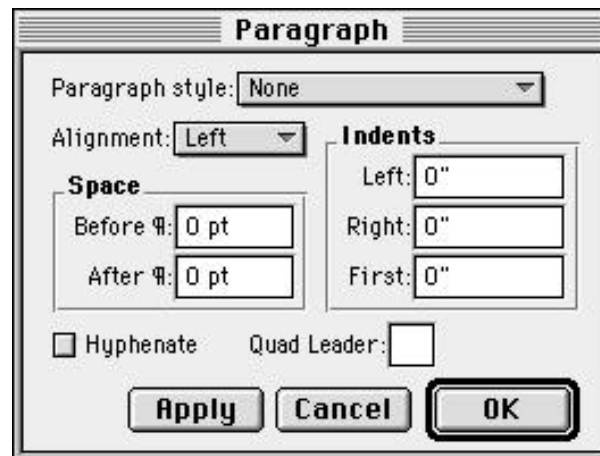 Paragraph
Paragraph style: None
Alignment: Left
Indents
Left: 0"
Right: 0"
First: 0"
Space
Before ¶: 0 pt
After ¶: 0 pt
Hyphenate
Quad Leader:
Apply
Cancel
OK